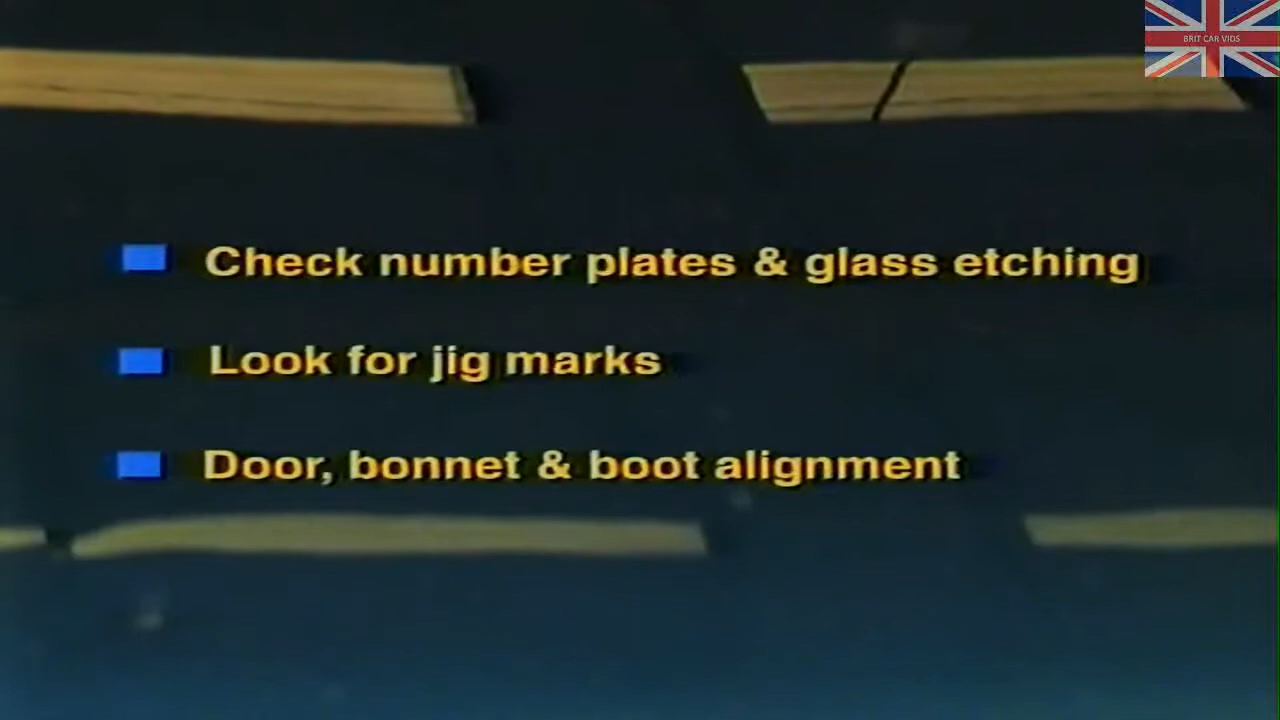 BRIT CAR VIDS
Check number plates & glass etching
Look for jig marks
Door, bonnet & boot alignment